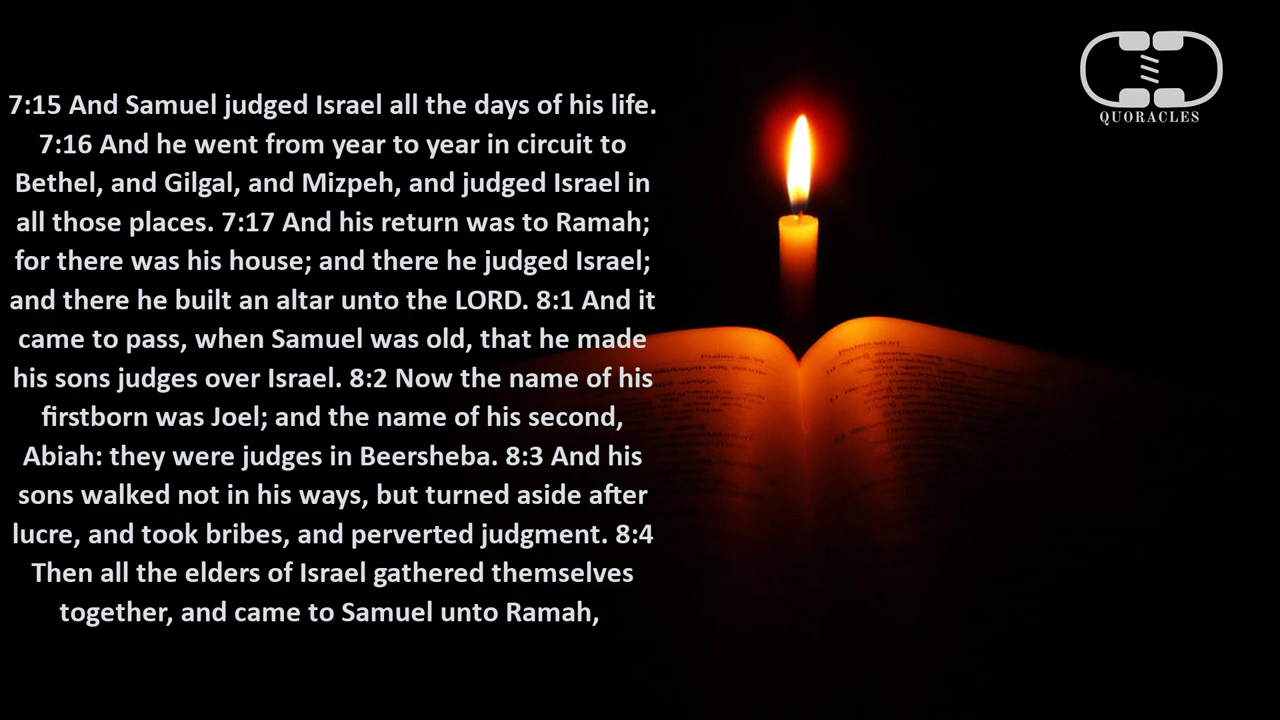 7:15 And Samuel judged Israel all the days of his life.
7:16 And he went from year to year in circuit to
Bethel, and Gilgal, and Mizpeh, and judged Israel in
all those places. 7:17 And his return was to Ramah;
for there was his house; and there he judged Israel;
and there he built an altar unto the LORD. 8:1 And it
came to pass, when Samuel was old, that he made
his sons judges over Israel. 8:2 Now the name of his
firstborn was Joel; and the name of his second,
Abiah: they were judges in Beersheba. 8:3 And his
sons walked not in his ways, but turned aside after
lucre, and took bribes, and perverted judgment. 8:4
Then all the elders of Israel gathered themselves
together, and came to Samuel unto Ramah,
QUORACLES